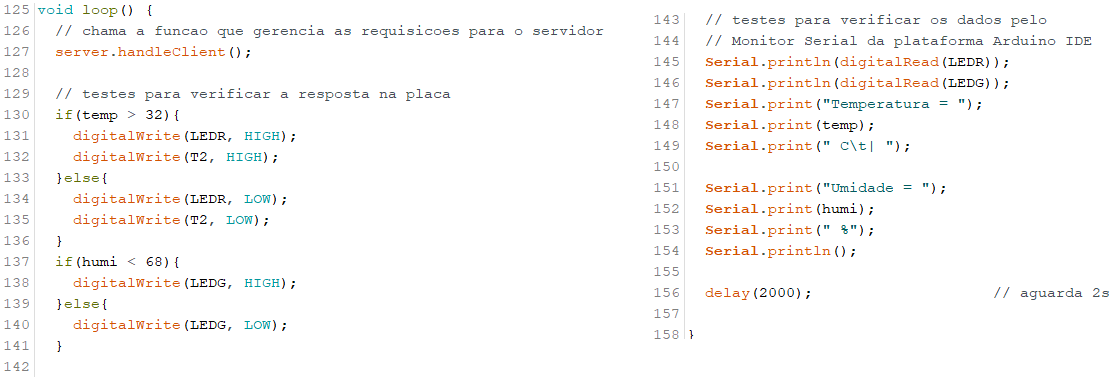 125 void loop() {
126   // chama a funcao que gerencia as requisicoes para o servidor
127   server.handleClient();
128
129   // testes para verificar a resposta na placa
130   if(temp > 32){
131     digitalWrite(LEDR, HIGH);
132     digitalWrite(T2, HIGH);
133   }else{
134     digitalWrite(LEDR, LOW);
135     digitalWrite(T2, LOW);
136   }
137   if(humi < 68){
138     digitalWrite(LEDG, HIGH);
139   }else{
140     digitalWrite(LEDG, LOW);
141   }
142
143   // testes para verificar os dados pelo
144   // Monitor Serial da plataforma Arduino IDE
145   Serial.println(digitalRead(LEDR));
146   Serial.println(digitalRead(LEDG));
147   Serial.print("Temperatura = ");
148   Serial.print(temp);
149   Serial.print(" C\t| ");
150
151   Serial.print("Umidade = ");
152   Serial.print(humi);
153   Serial.print(" %");
154   Serial.println();
155
156   delay(2000);                    // aguarda 2s
157
158 }